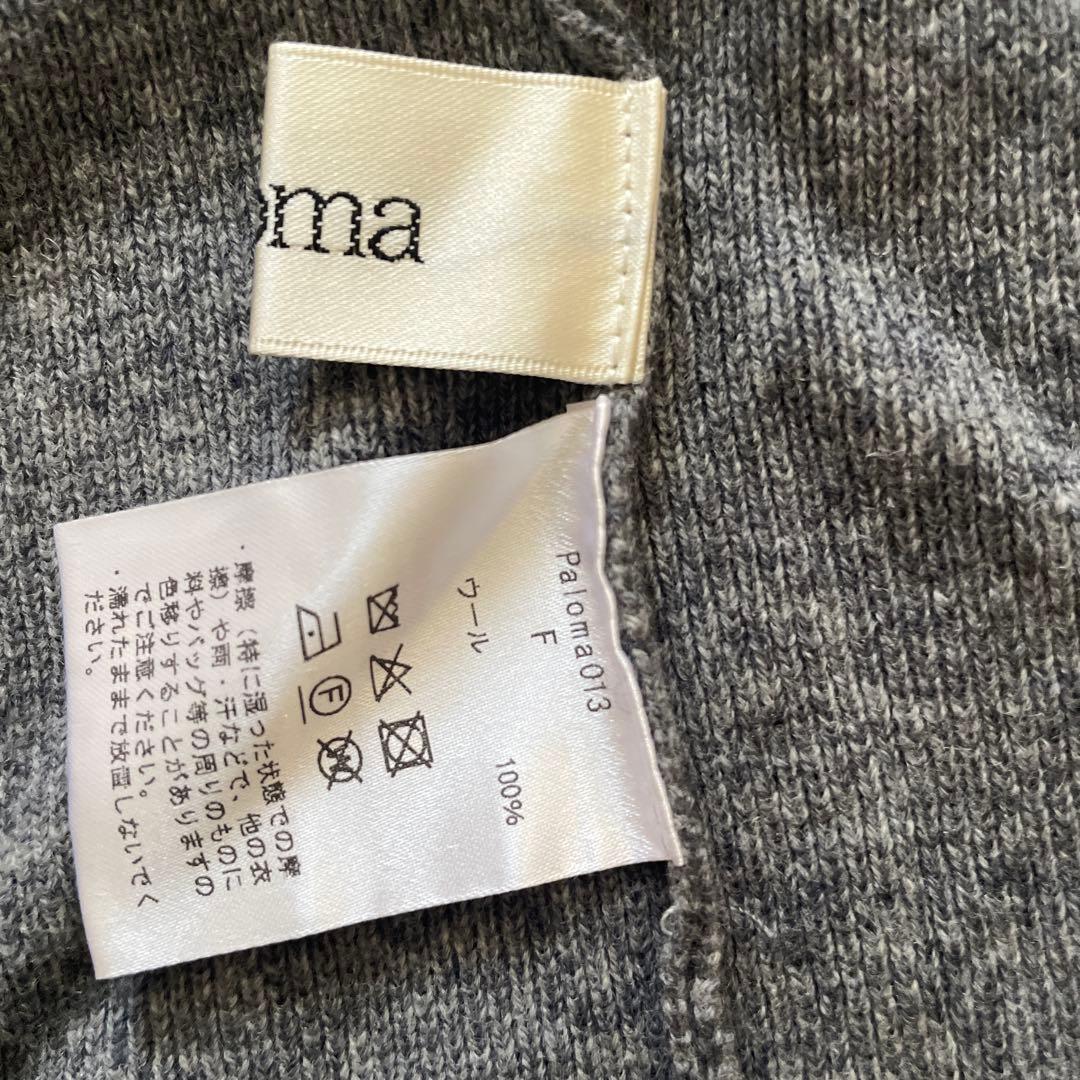 oma
Paloma013
F
ウール 100%
F
W
・摩擦（特に湿った状態での摩
擦）や雨・汗などで、他の衣
料やバッグ等の周りのものに
色移りすることがありますの
でご注意ください。
・濡れたままで放置しないでく
ださい。